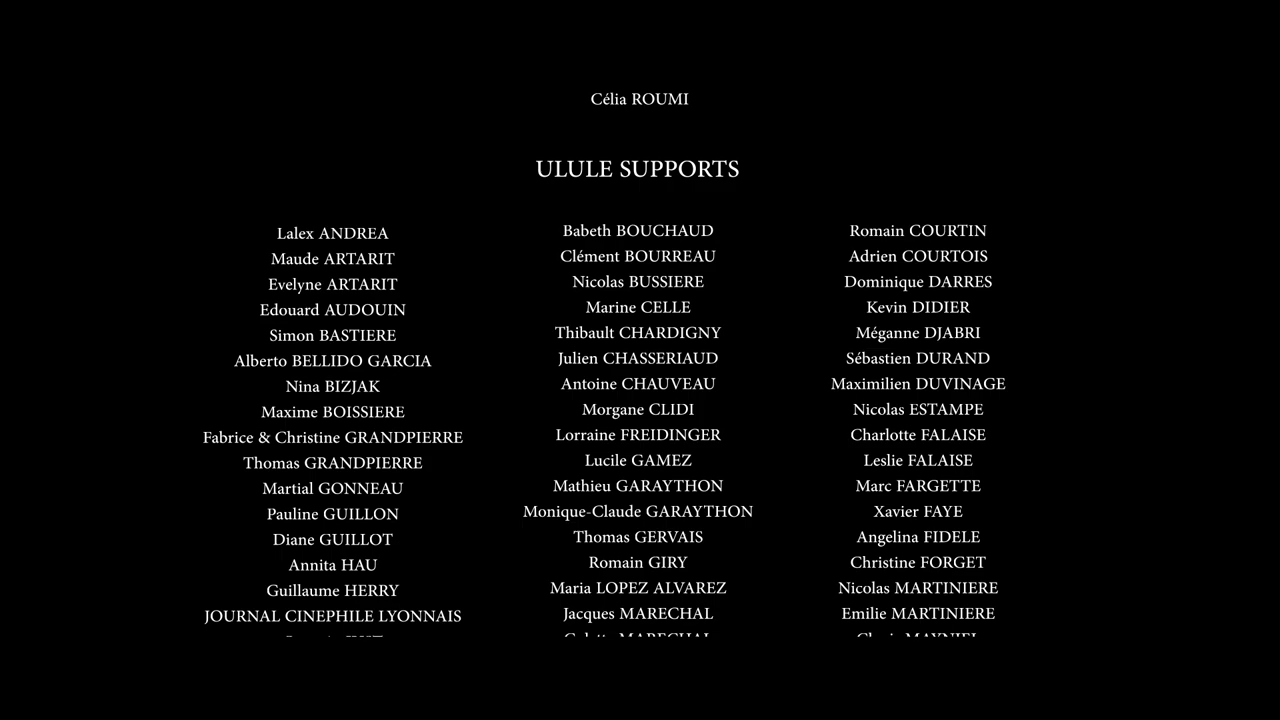 Célia ROUMI
ULULE SUPPORTS
Lalex ANDREA
Maude ARTARIT
Evelyne ARTARIT
Edouard AUDOUIN
Simon BASTIERE
Alberto BELLIDO GARCIA
Nina BIZJAK
Maxime BOISSIERE
Fabrice & Christine GRANDPIERRE
Thomas GRANDPIERRE
Martial GONNEAU
Pauline GUILLON
Diane GUILLOT
Annita HAU
Guillaume HERRY
JOURNAL CINEPHILE LYONNAIS
Babeth BOUCHAUD
Clément BOURREAU
Nicolas BUSSIERE
Marine CELLE
Thibault CHARDIGNY
Julien CHASSERIAUD
Antoine CHAUVEAU
Morgane CLIDI
Lorraine FREIDINGER
Lucile GAMEZ
Mathieu GARAYTHON
Monique-Claude GARAYTHON
Thomas GERVAIS
Romain GIRY
Maria LOPEZ ALVAREZ
Jacques MARECHAL
MARECHAL
Romain COURTIN
Adrien COURTOIS
Dominique DARRES
Kevin DIDIER
Méganne DJABRI
Sébastien DURAND
Maximilien DUVINAGE
Nicolas ESTAMPE
Charlotte FALAISE
Leslie FALAISE
Marc FARGETTE
Xavier FAYE
Angelina FIDELE
Christine FORGET
Nicolas MARTINIERE
Emilie MARTINIERE